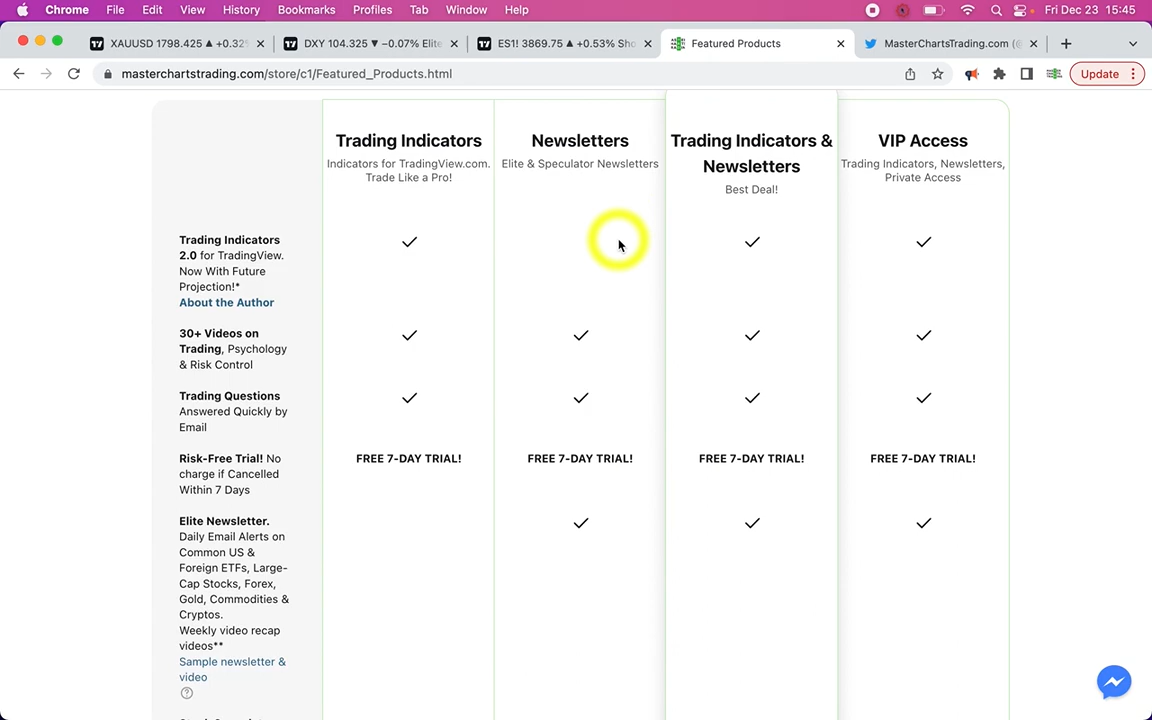 Chrome File Edit View History Bookmarks Profiles Tab Window Help Fri Dec 23 15:45
XAUUSD 1798.425 ▲ +0.32% DXY 104.325 ▼ −0.07% Elite ES1! 3869.75 ▲ +0.53% Sho Featured Products MasterChartsTrading.com (@
masterchartstrading.com/store/c1/Featured_Products.html Update
Trading Indicators
Indicators for TradingView.com.
Trade Like a Pro!
Newsletters
Elite & Speculator Newsletters
Trading Indicators &
Newsletters
Best Deal!
VIP Access
Trading Indicators, Newsletters,
Private Access
Trading Indicators
2.0 for TradingView.
Now With Future
Projection!*
About the Author
30+ Videos on
Trading, Psychology
& Risk Control
Trading Questions
Answered Quickly by
Email
Risk-Free Trial! No
charge if Cancelled
Within 7 Days
FREE 7-DAY TRIAL! FREE 7-DAY TRIAL! FREE 7-DAY TRIAL! FREE 7-DAY TRIAL!
Elite Newsletter.
Daily Email Alerts on
Common US &
Foreign ETFs, Large-
Cap Stocks, Forex,
Gold, Commodities &
Cryptos.
Weekly video recap
videos**
Sample newsletter &
video